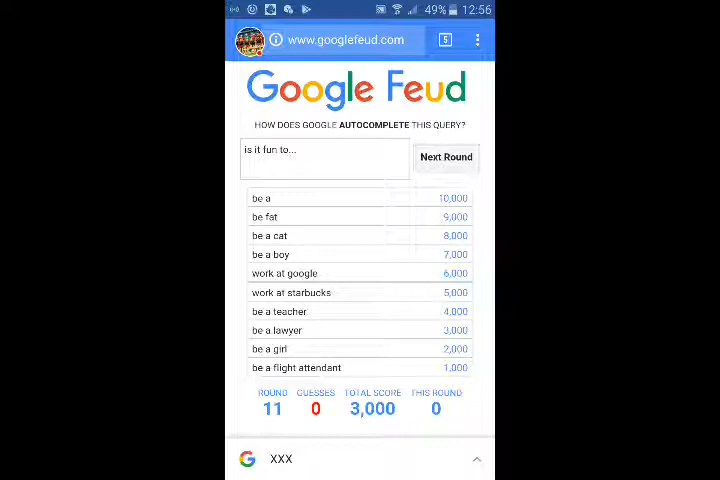 49% 12:56
www.googlefeud.com 5
Google Feud
HOW DOES GOOGLE AUTOCOMPLETE THIS QUERY?
is it fun to...
Next Round
be a 10,000
be fat 9,000
be a cat 8,000
be a boy 7,000
work at google 6,000
work at starbucks 5,000
be a teacher 4,000
be a lawyer 3,000
be a girl 2,000
be a flight attendant 1,000
ROUND GUESSES TOTAL SCORE THIS ROUND
11 0 3,000 0
G XXX